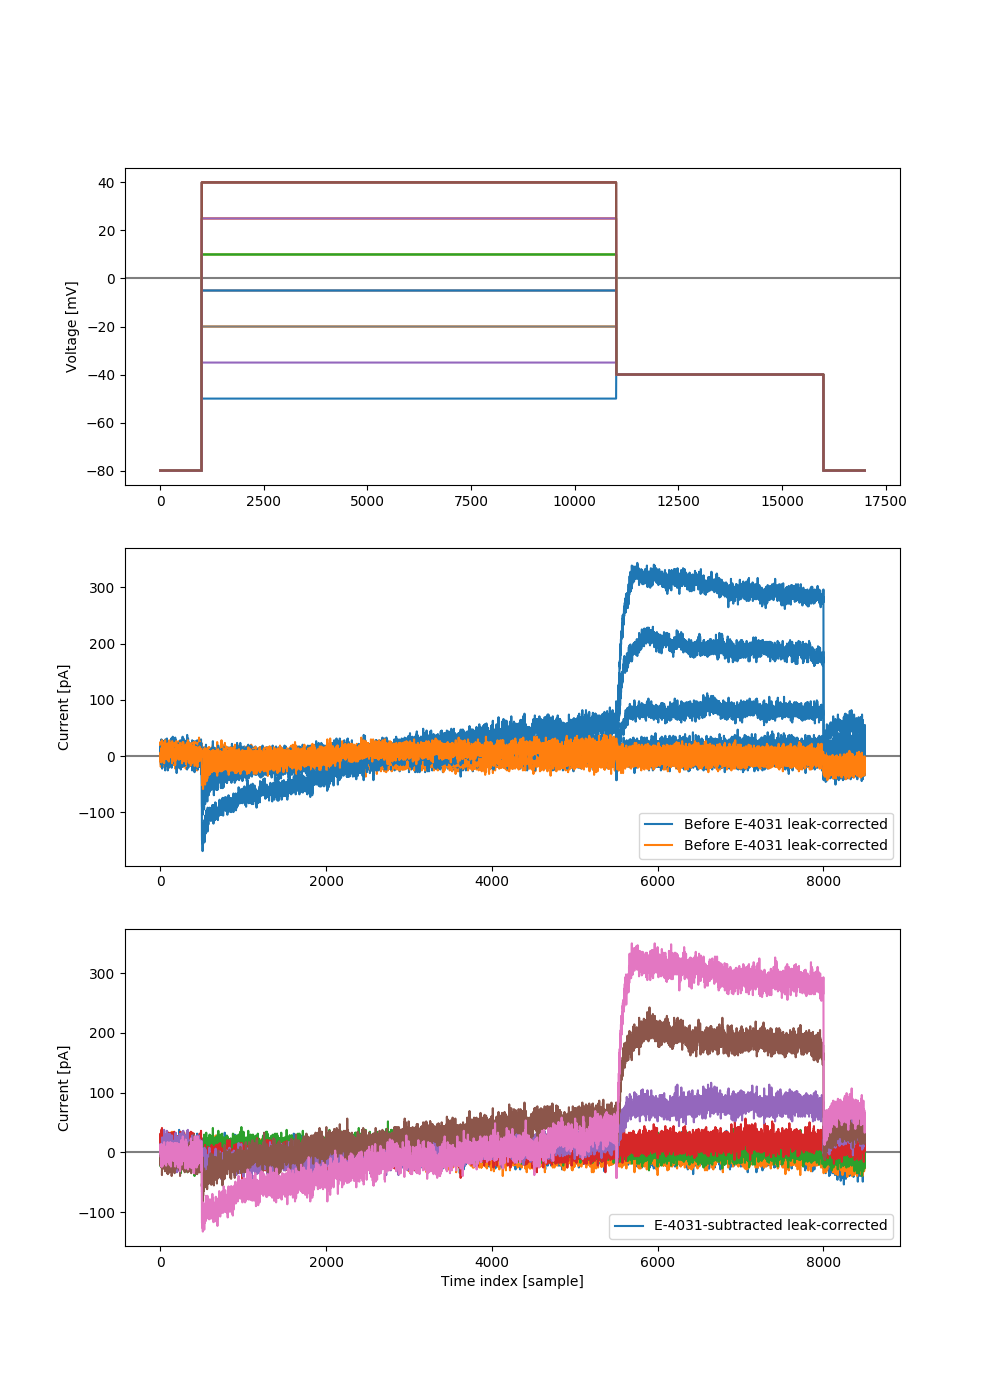 40
20
0
−20
−40
−60
−80
Voltage [mV]
0 2500 5000 7500 10000 12500 15000 17500
300
200
100
0
−100
Current [pA]
Before E-4031 leak-corrected
Before E-4031 leak-corrected
0 2000 4000 6000 8000
300
200
100
0
−100
Current [pA]
E-4031-subtracted leak-corrected
0 2000 4000 6000 8000
Time index [sample]